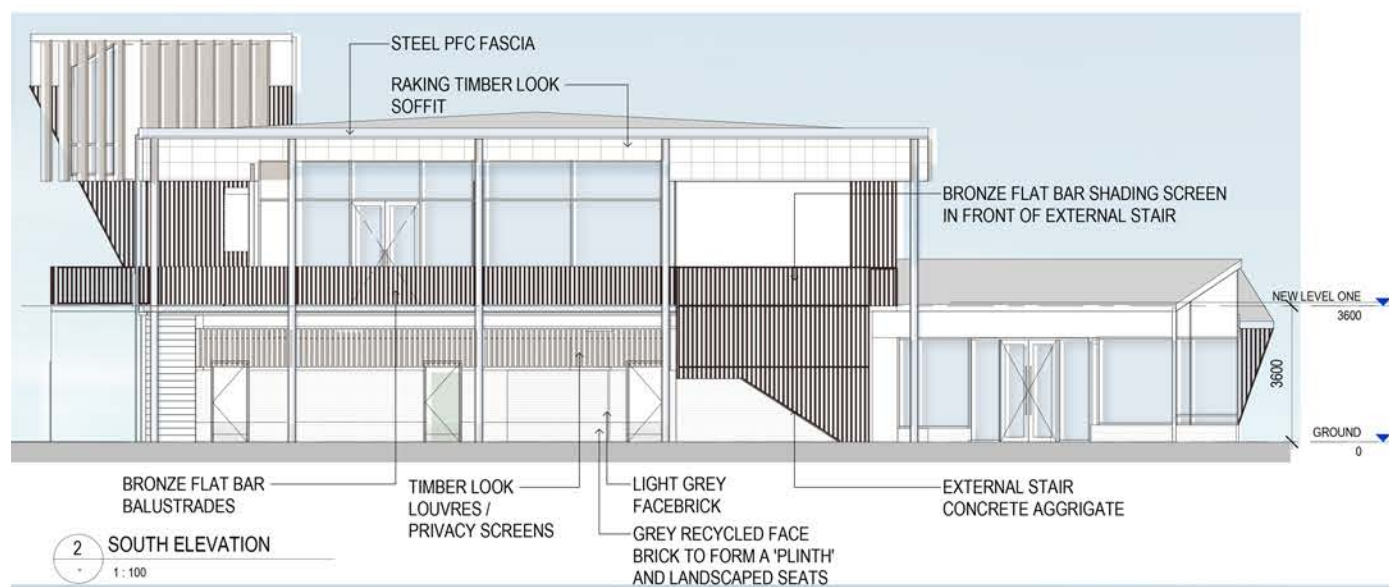 STEEL PFC FASCIA
RAKING TIMBER LOOK
SOFFIT
BRONZE FLAT BAR SHADING SCREEN
IN FRONT OF EXTERNAL STAIR
NEW LEVEL ONE
3600
3600
GROUND
0
BRONZE FLAT BAR
BALUSTRADES
TIMBER LOOK
LOUVRES /
PRIVACY SCREENS
LIGHT GREY
FACEBRICK
GREY RECYCLED FACE
BRICK TO FORM A 'PLINTH'
AND LANDSCAPED SEATS
EXTERNAL STAIR
CONCRETE AGGRIGATE
2
SOUTH ELEVATION
1 : 100